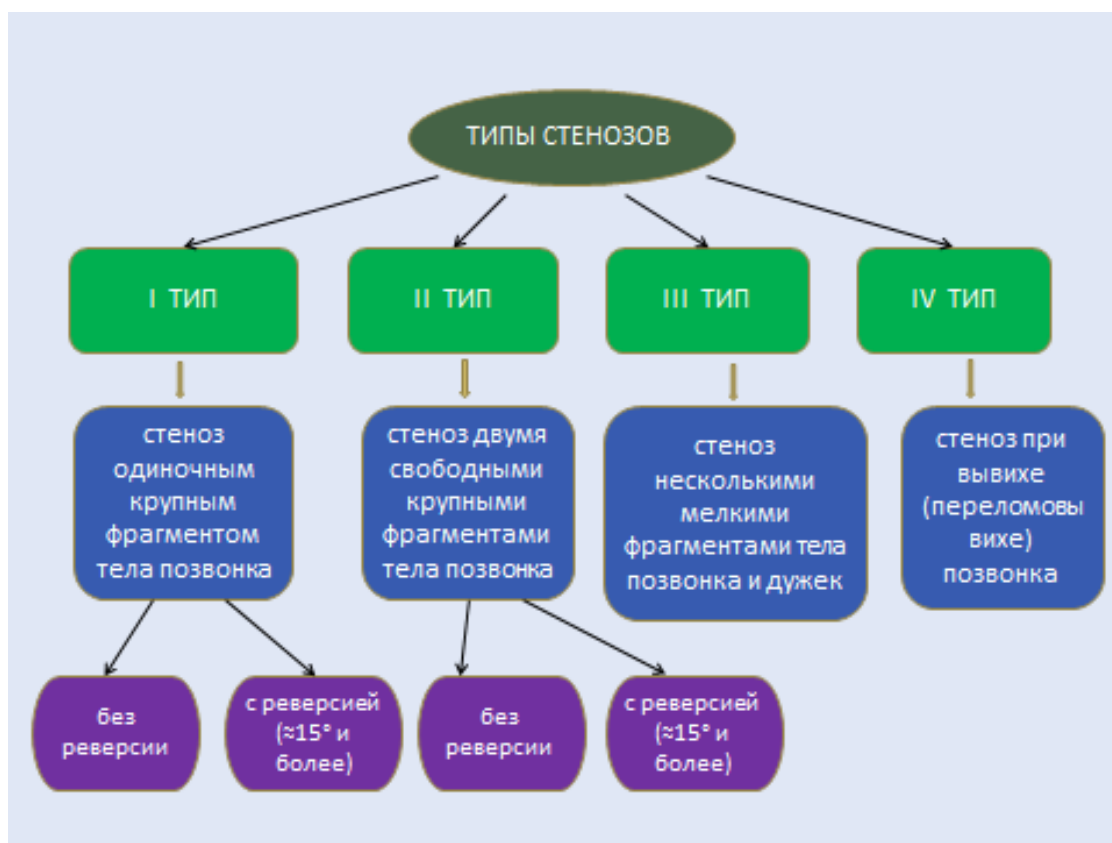 ТИПЫ СТЕНОЗОВ
I ТИП
II ТИП
III ТИП
IV ТИП
стеноз
одиночным
крупным
фрагментом
тела позвонка
стеноз двумя
свободными
крупными
фрагментами
тела позвонка
стеноз
несколькими
мелкими
фрагментами тела
позвонка и дужек
стеноз при
вывихе
(переломовы
вихе)
позвонка
без
реверсии
с реверсией
(≈15° и
более)
без
реверсии
с реверсией
(≈15° и
более)